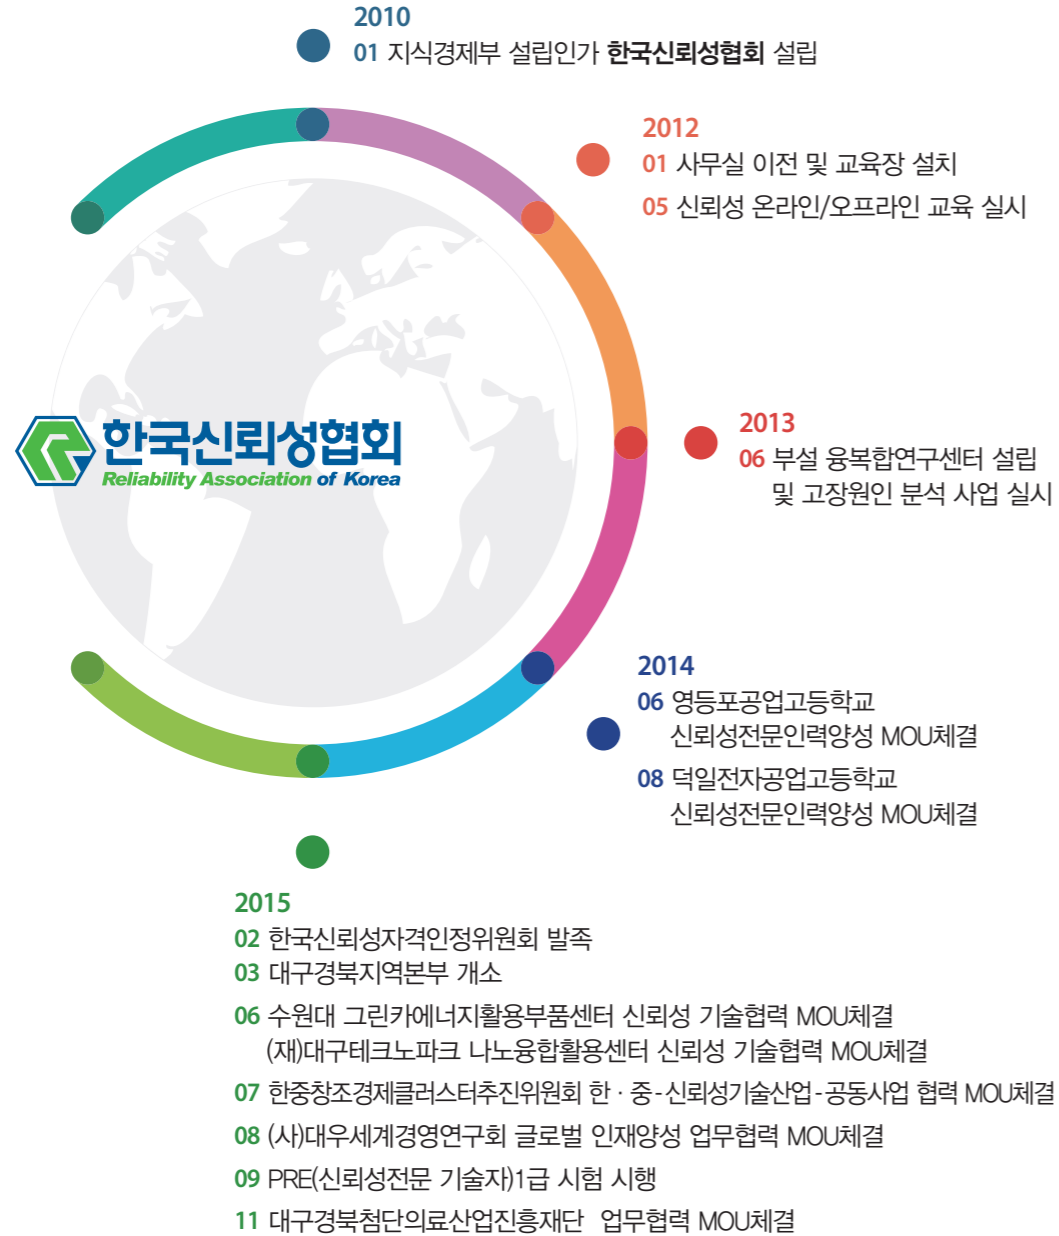 2010
01 지식경제부 설립인가 한국신뢰성협회 설립
2012
01 사무실 이전 및 교육장 설치
05 신뢰성 온라인/오프라인 교육 실시
한국신뢰성협회
Reliability Association of Korea
2013
06 부설 융복합연구센터 설립
및 고장원인 분석 사업 실시
2014
06 영등포공업고등학교
신뢰성전문인력양성 MOU체결
08 덕일전자공업고등학교
신뢰성전문인력양성 MOU체결
2015
02 한국신뢰성자격인정위원회 발족
03 대구경북지역본부 개소
06 수원대 그린카에너지활용부품센터 신뢰성 기술협력 MOU체결
(재)대구테크노파크 나노융합활용센터 신뢰성 기술협력 MOU체결
07 한중창조경제클러스터추진위원회 한 · 중-신뢰성기술산업-공동사업 협력 MOU체결
08 (사)대우세계경영연구회 글로벌 인재양성 업무협력 MOU체결
09 PRE(신뢰성전문 기술자)1급 시험 시행
11 대구경북첨단의료산업진흥재단 업무협력 MOU체결